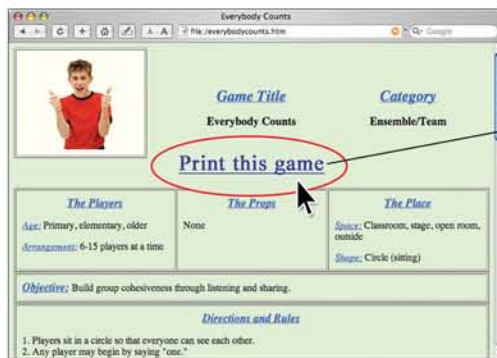 Everybody Counts
A A
file:/everybodycounts.htm
Google
Game Title
Category
Everybody Counts
Ensemble/Team
Print this game
The Players
Age: Primary, elementary, older
Arrangement: 6-15 players at a time
The Props
None
The Place
Space: Classroom, stage, open room,
outside
Shape: Circle (sitting)
Objective: Build group cohesiveness through listening and sharing.
Directions and Rules
1. Players sit in a circle so that everyone can see each other.
2. Any player may begin by saying "one."